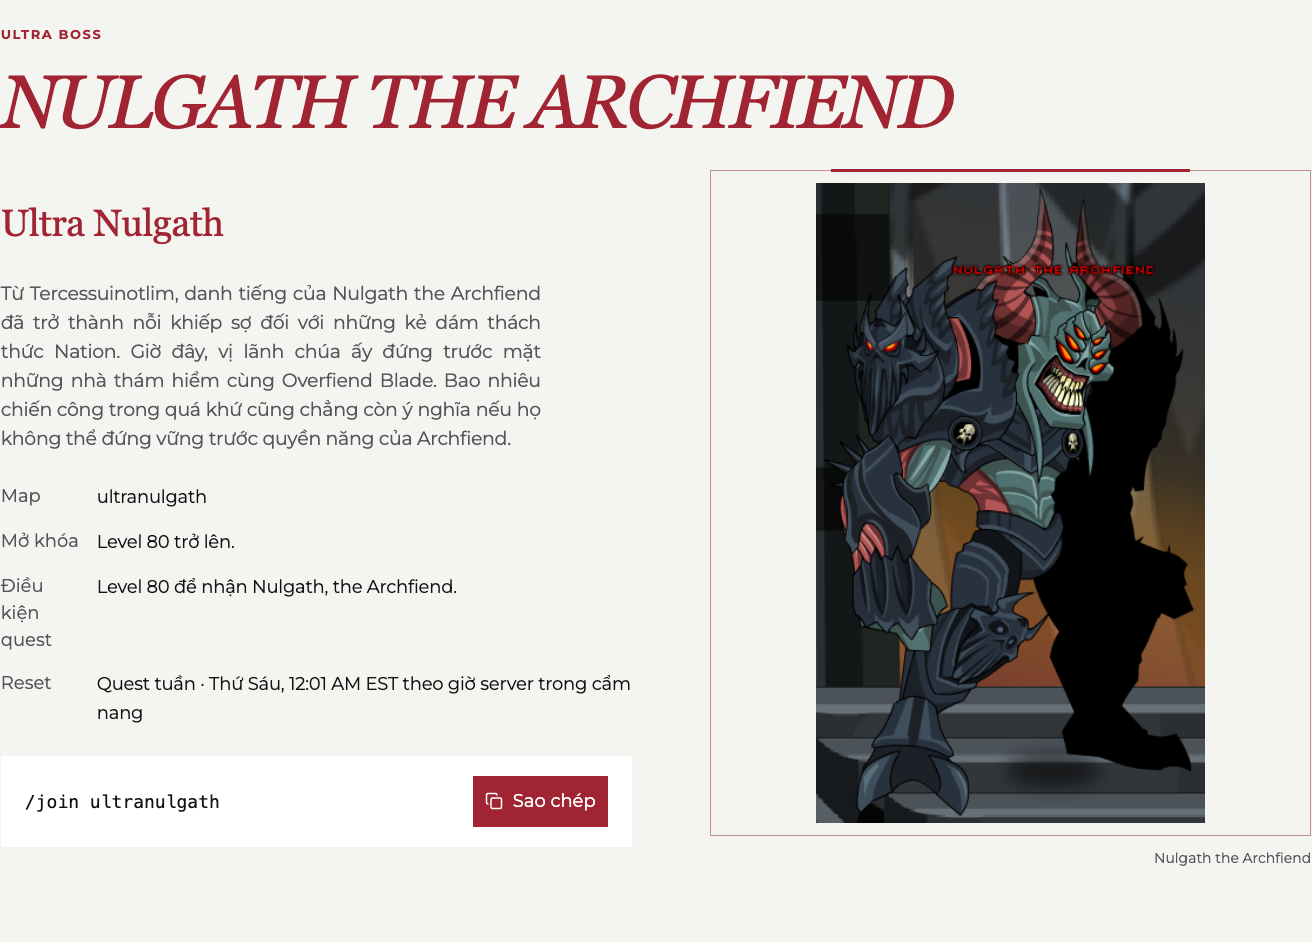 ULTRA BOSS
NULGATH THE ARCHFIEND
Ultra Nulgath
Từ Tercessuinotlim, danh tiếng của Nulgath the Archfiend
đã trở thành nỗi khiếp sợ đối với những kẻ dám thách
thức Nation. Giờ đây, vị lãnh chúa ấy đứng trước mặt
những nhà thám hiểm cùng Overfiend Blade. Bao nhiêu
chiến công trong quá khứ cũng chẳng còn ý nghĩa nếu họ
không thể đứng vững trước quyền năng của Archfiend.
Map ultranulgath
Mở khóa Level 80 trở lên.
Điều Level 80 để nhận Nulgath, the Archfiend.
kiện
quest
Reset Quest tuần · Thứ Sáu, 12:01 AM EST theo giờ server trong cẩm
nang
/join ultranulgath Sao chép
NULGATH THE ARCHFIEND
Nulgath the Archfiend